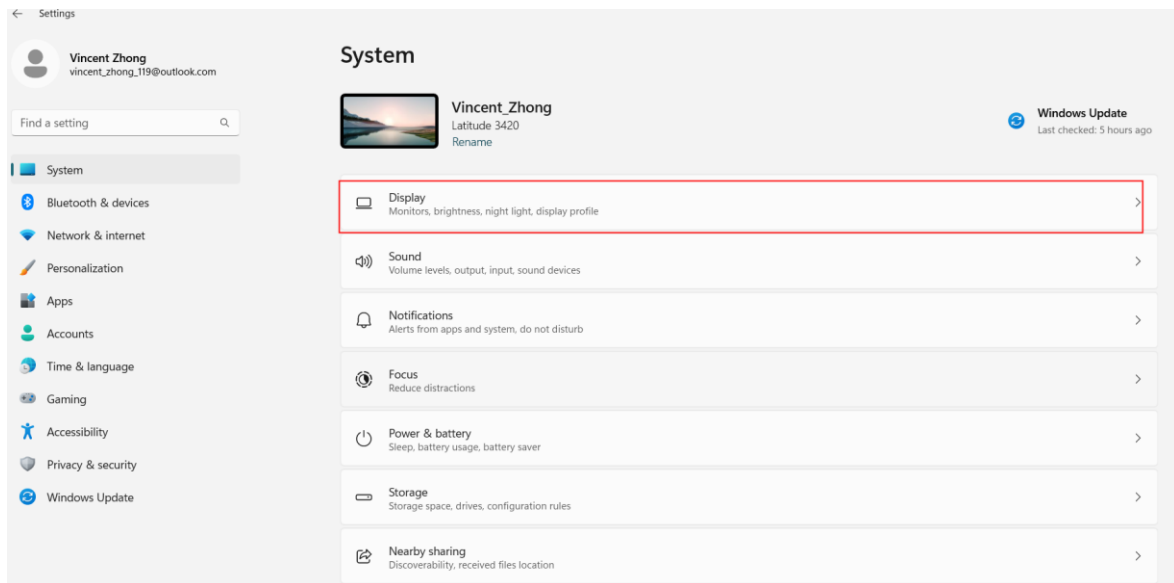 Settings
Vincent Zhong
vincent_zhong_119@outlook.com
Find a setting
System
Bluetooth & devices
Network & internet
Personalization
Apps
Accounts
Time & language
Gaming
Accessibility
Privacy & security
Windows Update
System
Vincent_Zhong
Latitude 3420
Rename
Windows Update
Last checked: 5 hours ago
Display
Monitors, brightness, night light, display profile
Sound
Volume levels, output, input, sound devices
Notifications
Alerts from apps and system, do not disturb
Focus
Reduce distractions
Power & battery
Sleep, battery usage, battery saver
Storage
Storage space, drives, configuration rules
Nearby sharing
Discoverability, received files location